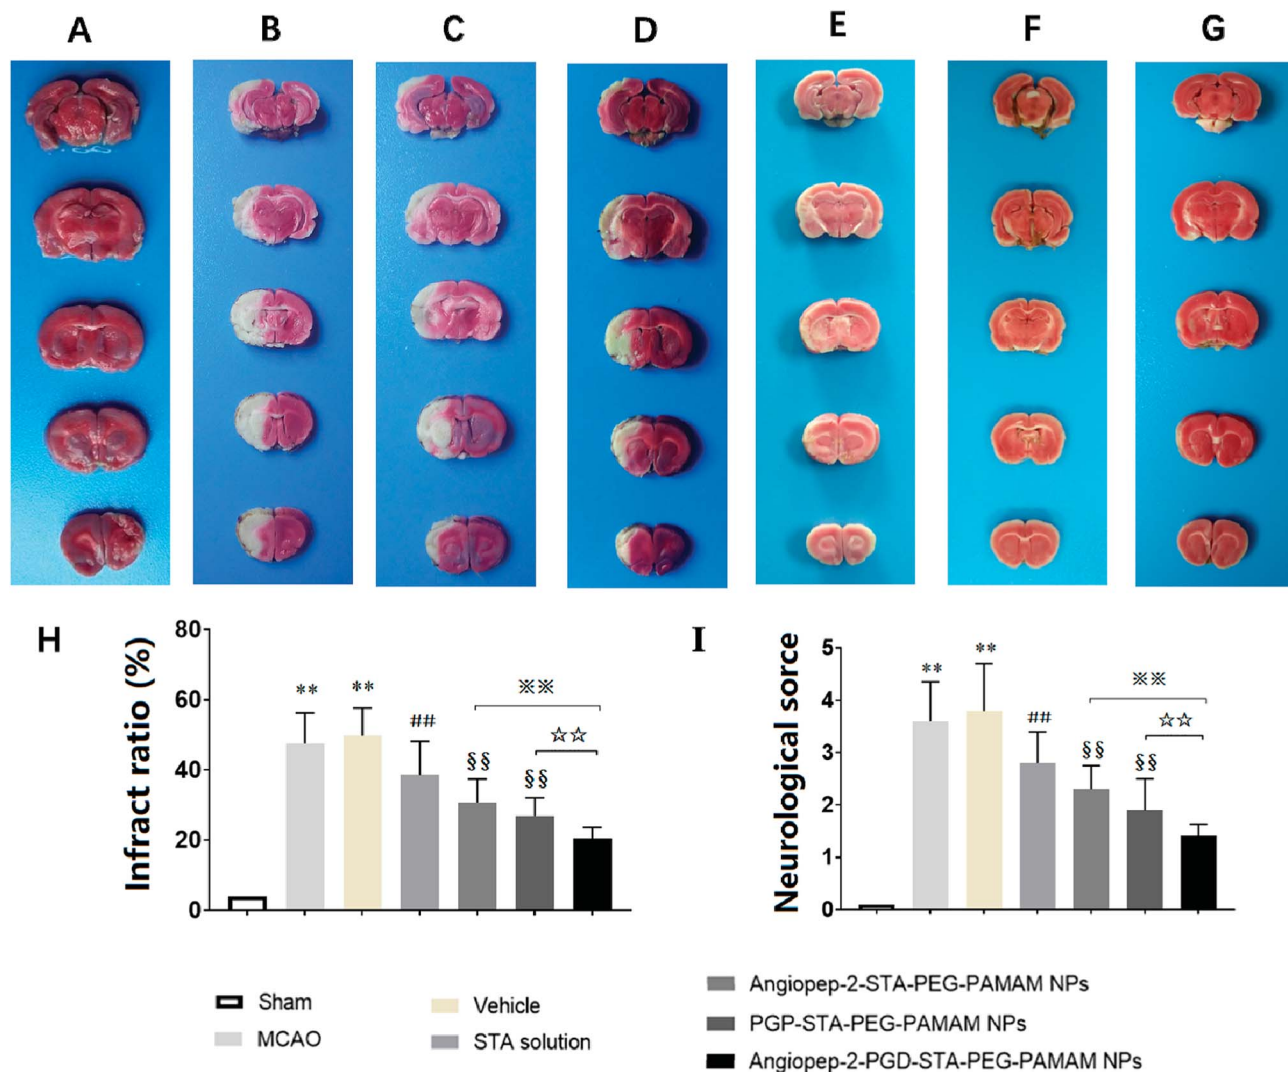 A B C D E F G
H
Infract ratio (%)
80
60
40
20
0
** ** ## §§ §§ ※※ ☆☆
I
Neurological sorce
5
4
3
2
1
0
** ** ## §§ §§ ※※ ☆☆
Sham
MCAO
Vehicle
STA solution
Angiopep-2-STA-PEG-PAMAM NPs
PGP-STA-PEG-PAMAM NPs
Angiopep-2-PGD-STA-PEG-PAMAM NPs